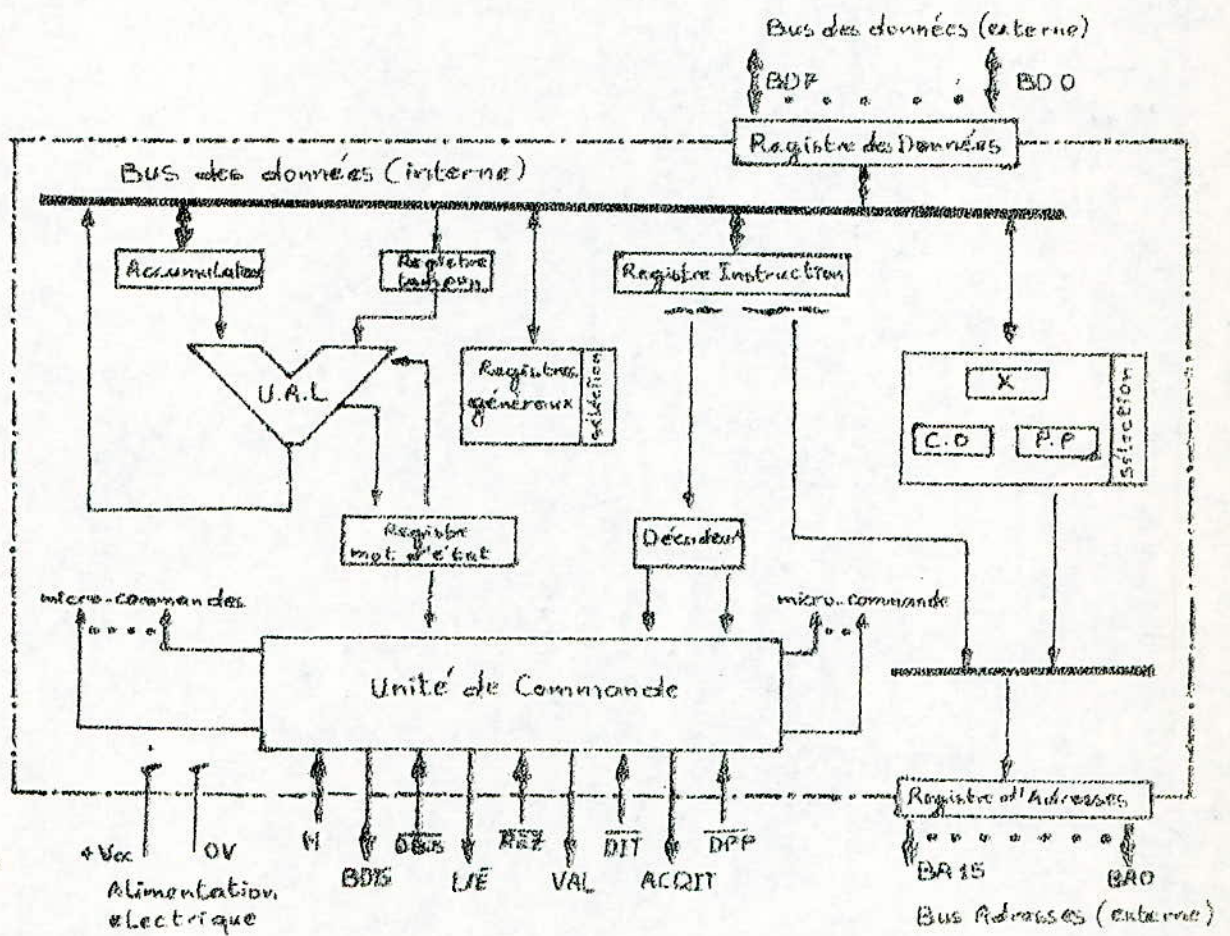 Bus des données (externe)
BD7
BD0
Registre des Données
Bus des données (interne)
Accumulateur
Registre
tampon
Registre Instruction
U.R.L
Registres
généraux
sélection
X
C.O
P.P
sélection
Registre
mot d'état
Décodeur
micro-commandes
micro-commande
Unité de Commande
Registre d'Adresses
+Vcc
0V
H
BDIS
DBUS
L/E
VAL
DIT
ACQIT
DPP
BA15
BA0
Alimentation
electrique
Bus Adresses (externe)